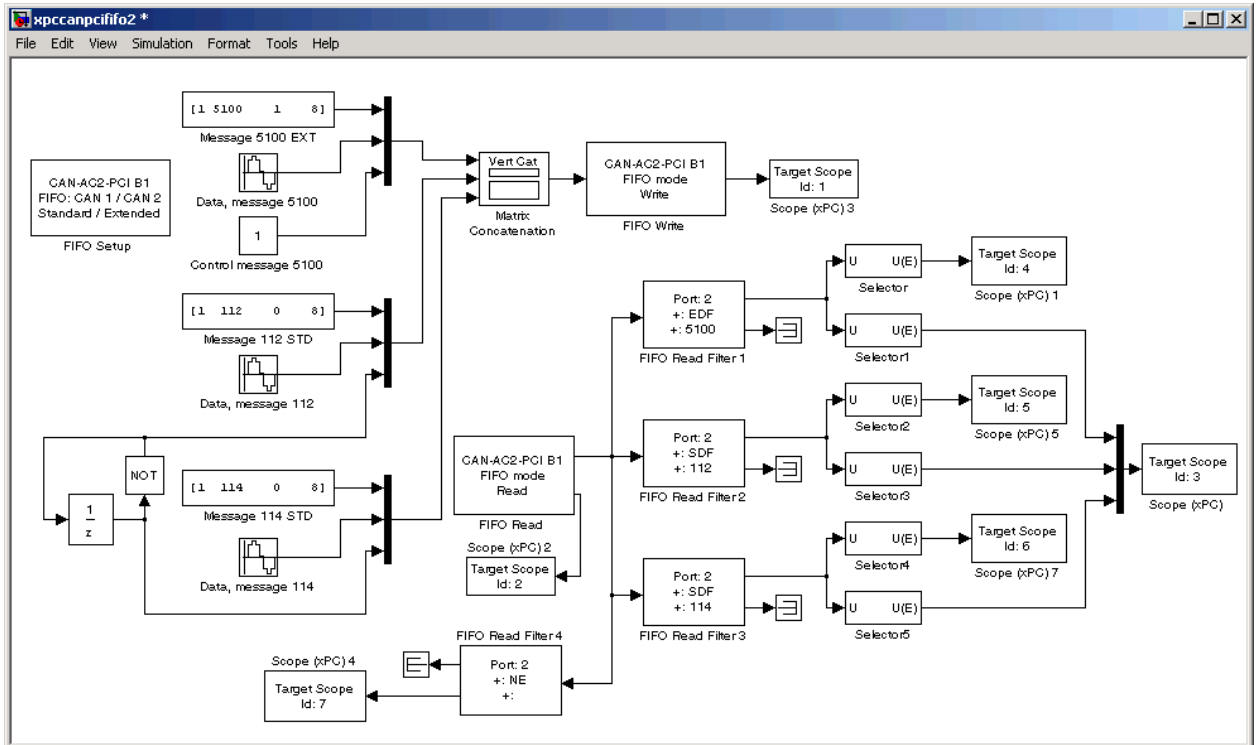 xpccanpcififo2 *
File Edit View Simulation Format Tools Help
[1 5100 1 8]
Message 5100 EXT
Data, message 5100
1
Control message 5100
CAN-AC2-PCI B1
FIFO: CAN 1 / CAN 2
Standard / Extended
FIFO Setup
Vert Cat
Matrix
Concatenation
CAN-AC2-PCI B1
FIFO mode
Write
FIFO Write
Target Scope
Id: 1
Scope (xPC) 3
[1 112 0 8]
Message 112 STD
Data, message 112
NOT
1
z
[1 114 0 8]
Message 114 STD
Data, message 114
CAN-AC2-PCI B1
FIFO mode
Read
FIFO Read
Scope (xPC) 2
Target Scope
Id: 2
Port: 2
+: EDF
+: 5100
FIFO Read Filter1
U U(E)
Selector
Target Scope
Id: 4
Scope (xPC) 1
U U(E)
Selector1
Port: 2
+: SDF
+: 112
FIFO Read Filter2
U U(E)
Selector2
Target Scope
Id: 5
Scope (xPC) 5
U U(E)
Selector3
Target Scope
Id: 3
Scope (xPC)
Port: 2
+: SDF
+: 114
FIFO Read Filter3
U U(E)
Selector4
Target Scope
Id: 6
Scope (xPC) 7
U U(E)
Selector5
FIFO Read Filter4
Port: 2
+: NE
+:
Scope (xPC) 4
Target Scope
Id: 7